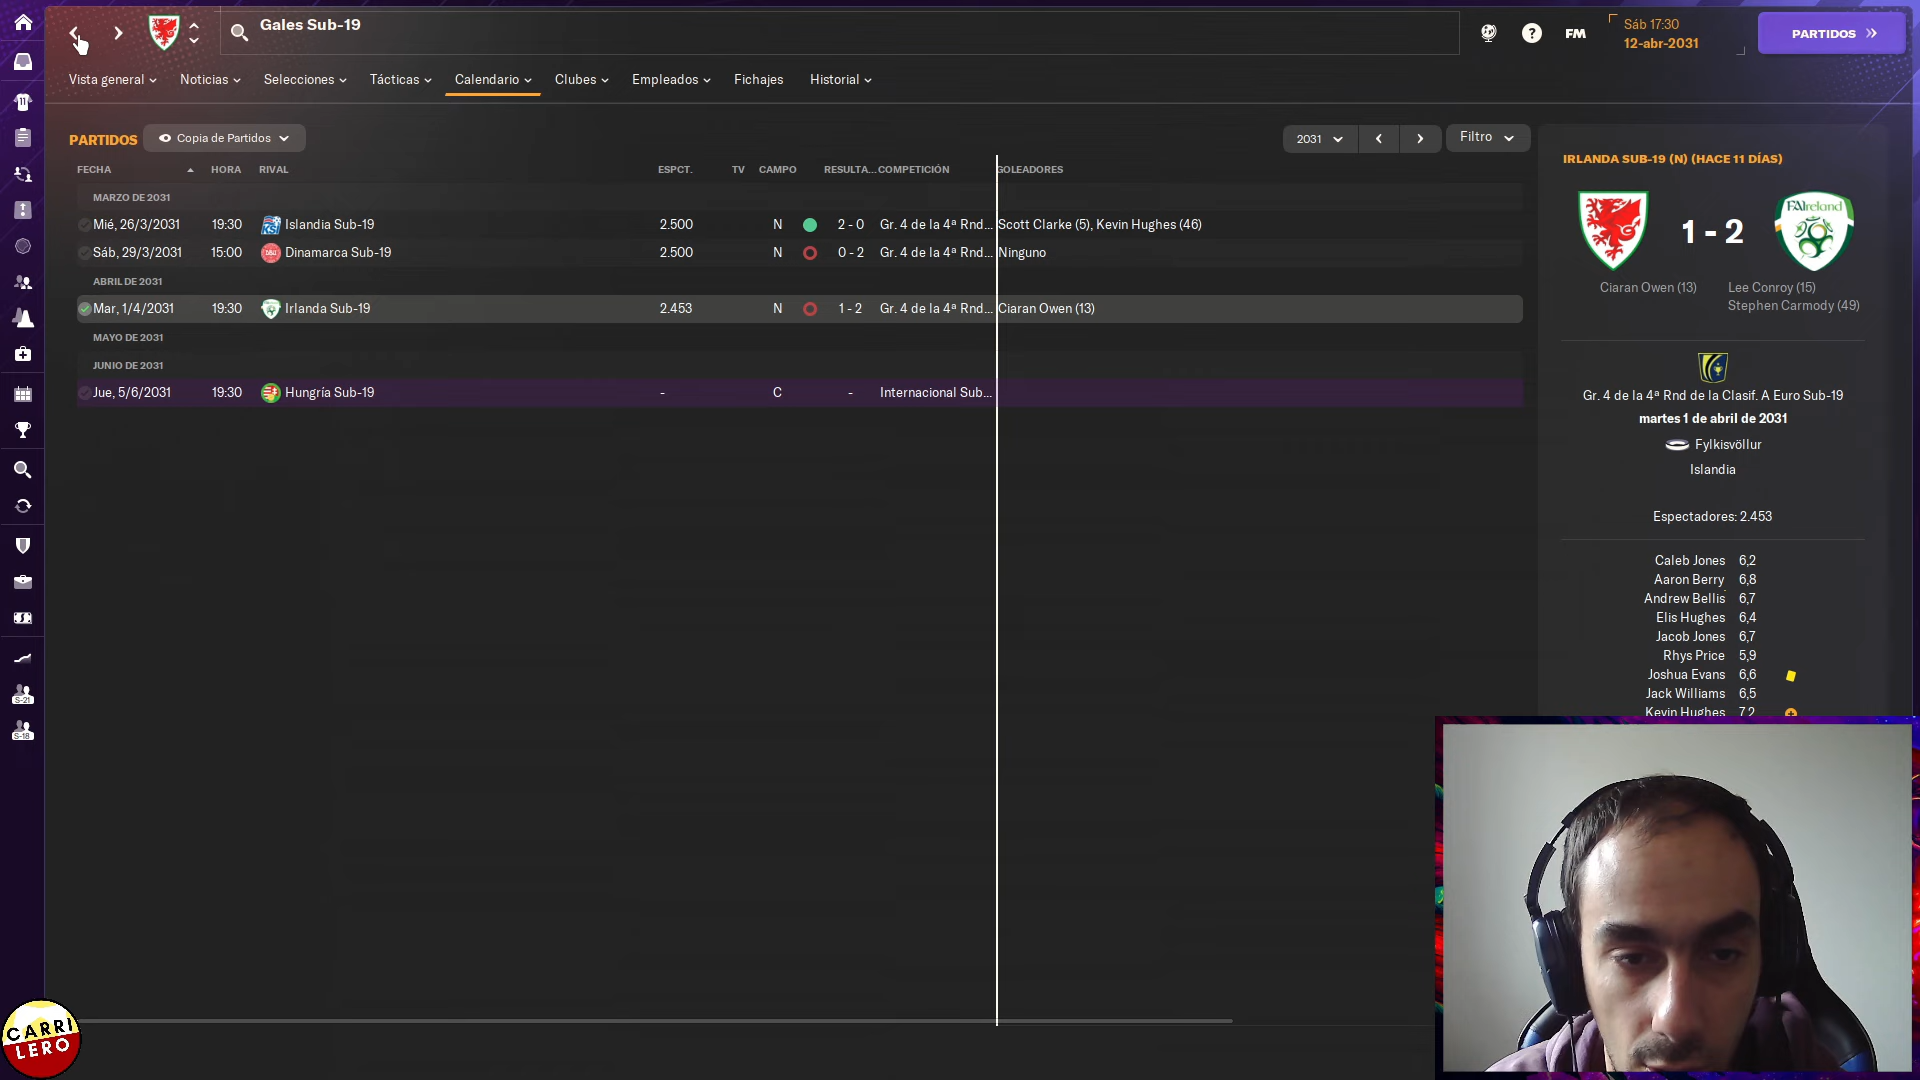 Gales Sub-19
FM
Sáb 17:30
12-abr-2031
PARTIDOS
Vista general
Noticias
Selecciones
Tácticas
Calendario
Clubes
Empleados
Fichajes
Historial
PARTIDOS
Copia de Partidos
2031
Filtro
FECHA HORA RIVAL ESPCT. TV CAMPO RESULTA... COMPETICIÓN GOLEADORES
MARZO DE 2031
Mié, 26/3/2031 19:30 Islandia Sub-19 2.500 N 2 - 0 Gr. 4 de la 4ª Rnd... Scott Clarke (5), Kevin Hughes (46)
Sáb, 29/3/2031 15:00 Dinamarca Sub-19 2.500 N 0 - 2 Gr. 4 de la 4ª Rnd... Ninguno
ABRIL DE 2031
Mar, 1/4/2031 19:30 Irlanda Sub-19 2.453 N 1 - 2 Gr. 4 de la 4ª Rnd... Ciaran Owen (13)
MAYO DE 2031
JUNIO DE 2031
Jue, 5/6/2031 19:30 Hungría Sub-19 - C - Internacional Sub...
IRLANDA SUB-19 (N) (HACE 11 DÍAS)
FAIreland
1 - 2
Ciaran Owen (13)
Lee Conroy (15)
Stephen Carmody (49)
Gr. 4 de la 4ª Rnd de la Clasif. A Euro Sub-19
martes 1 de abril de 2031
Fylkisvöllur
Islandia
Espectadores: 2.453
Caleb Jones 6,2
Aaron Berry 6,8
Andrew Bellis 6,7
Elis Hughes 6,4
Jacob Jones 6,7
Rhys Price 5,9
Joshua Evans 6,6
Jack Williams 6,5
Kevin Hughes 7,2
11
S-21
S-18
CARRI
LERO